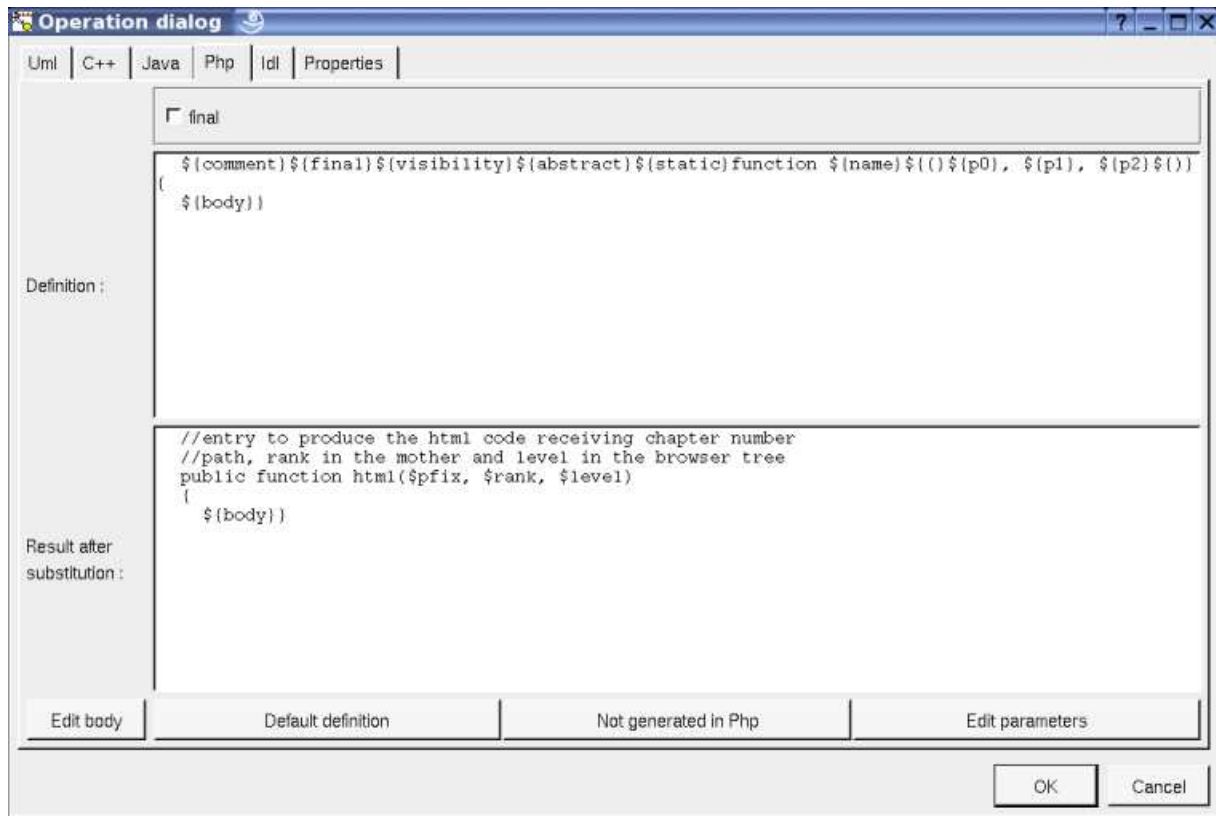 Operation dialog
Uml C++ Java Php Idl Properties
final
Definition :
${comment}${final}${visibility}${abstract}${static}function ${name}${(}${p0}, ${p1}, ${p2}${)}
{
${body}}
Result after
substitution :
//entry to produce the html code receiving chapter number
//path, rank in the mother and level in the browser tree
public function html($pfix, $rank, $level)
{
${body}}
Edit body Default definition Not generated in Php Edit parameters
OK Cancel